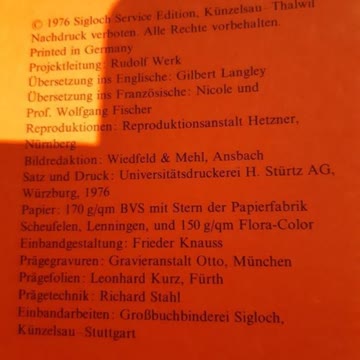 © 1976 Sigloch Service Edition, Künzelsau–Thalwil
Nachdruck verboten. Alle Rechte vorbehalten.
Printed in Germany
Projektleitung: Rudolf Werk
Übersetzung ins Englische: Gilbert Langley
Übersetzung ins Französische: Nicole und
Prof. Wolfgang Fischer
Reproduktionen: Reproduktionsanstalt Hetzner,
Nürnberg
Bildredaktion: Wiedfeld & Mehl, Ansbach
Satz und Druck: Universitätsdruckerei H. Stürtz AG,
Würzburg, 1976
Papier: 170 g/qm BVS mit Stern der Papierfabrik
Scheufelen, Lenningen, und 150 g/qm Flora-Color
Einbandgestaltung: Frieder Knauss
Prägegravuren: Gravieranstalt Otto, München
Prägefolien: Leonhard Kurz, Fürth
Prägetechnik: Richard Stahl
Einbandarbeiten: Großbuchbinderei Sigloch,
Künzelsau–Stuttgart